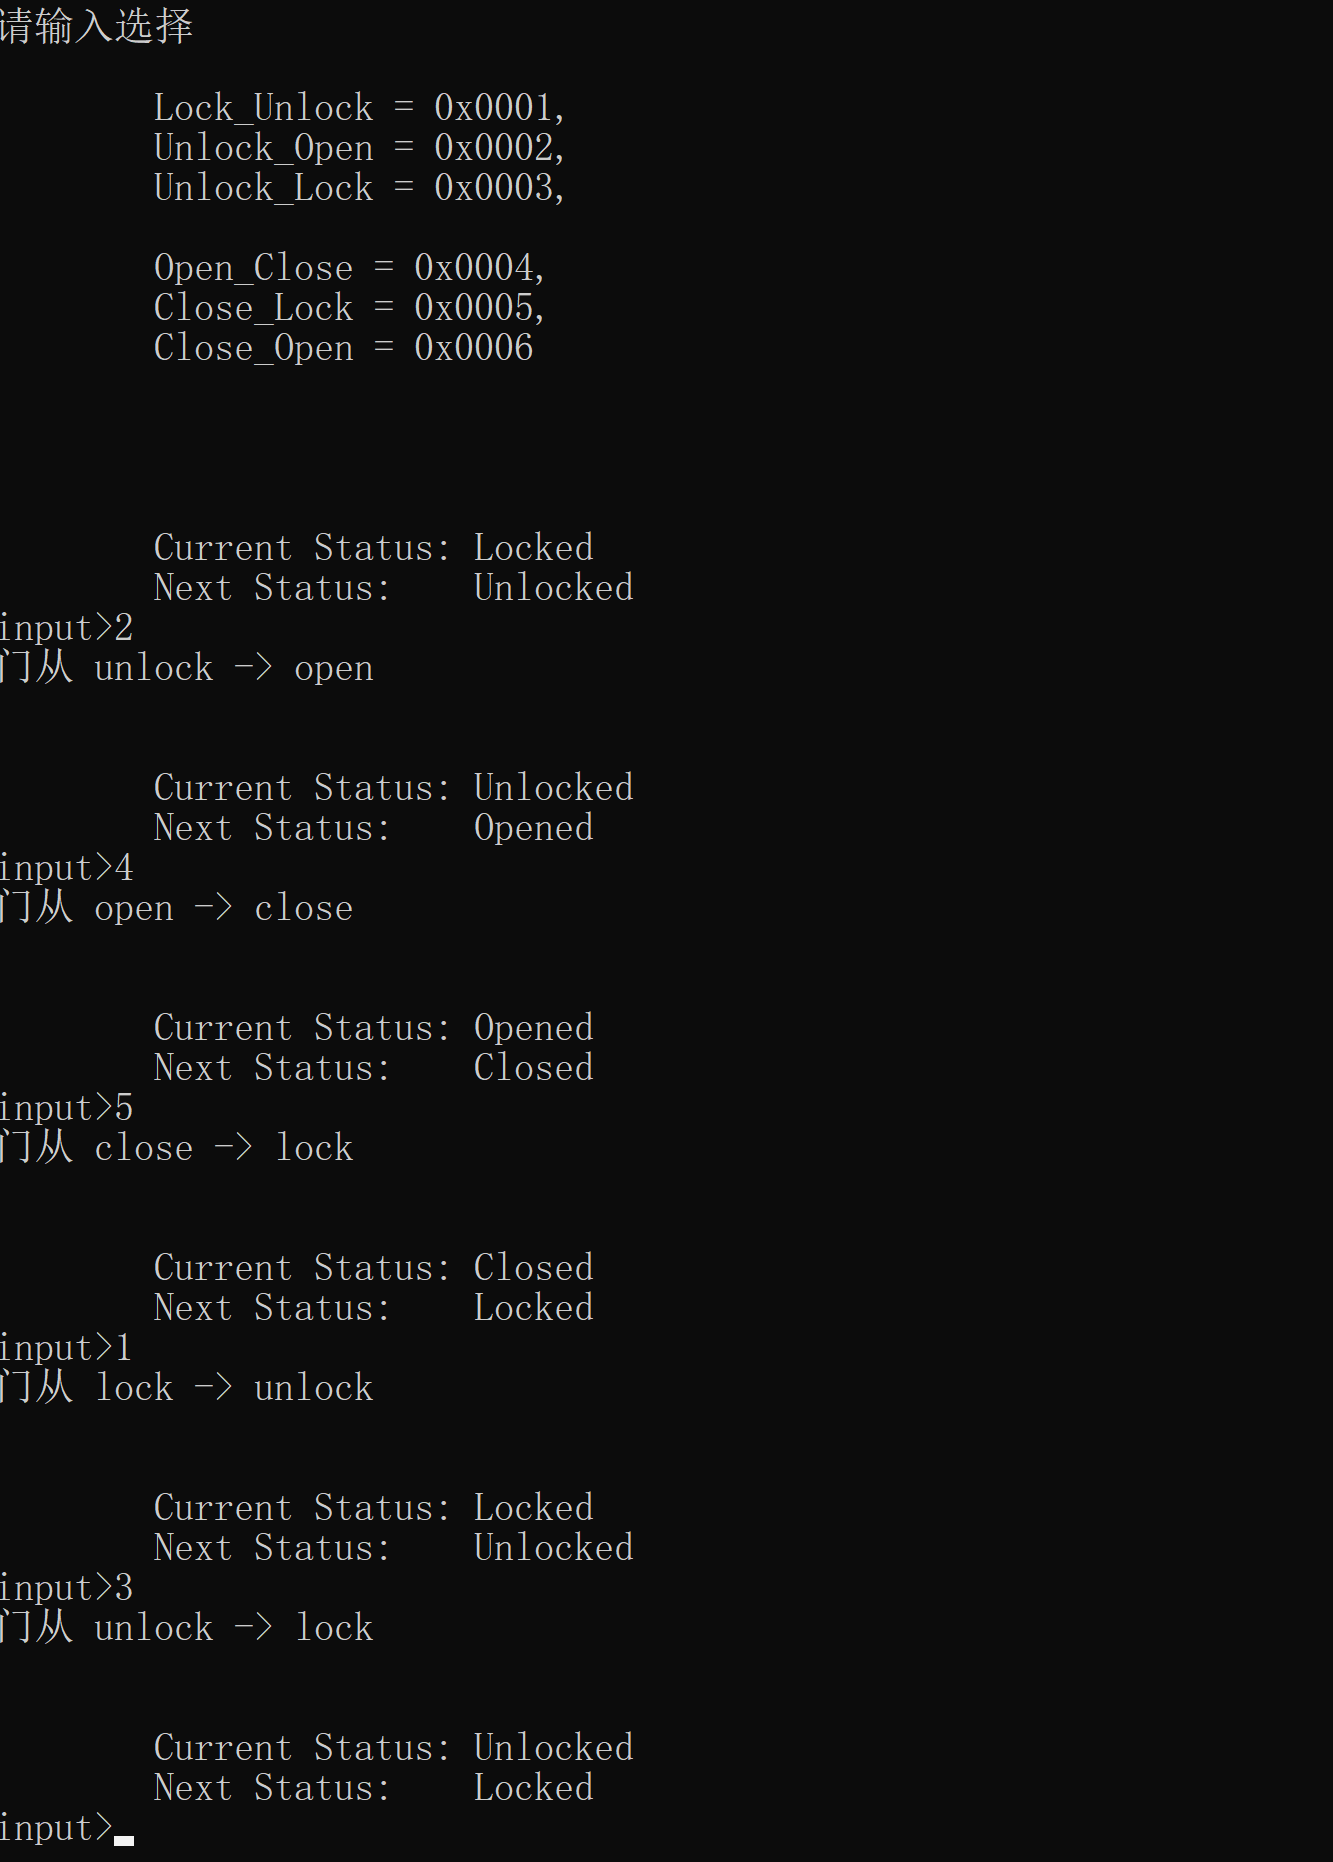 请输入选择
Lock_Unlock = 0x0001,
Unlock_Open = 0x0002,
Unlock_Lock = 0x0003,
Open_Close = 0x0004,
Close_Lock = 0x0005,
Close_Open = 0x0006
Current Status: Locked
Next Status:    Unlocked
input>2
门从 unlock -> open
Current Status: Unlocked
Next Status:    Opened
input>4
门从 open -> close
Current Status: Opened
Next Status:    Closed
input>5
门从 close -> lock
Current Status: Closed
Next Status:    Locked
input>1
门从 lock -> unlock
Current Status: Locked
Next Status:    Unlocked
input>3
门从 unlock -> lock
Current Status: Unlocked
Next Status:    Locked
input>